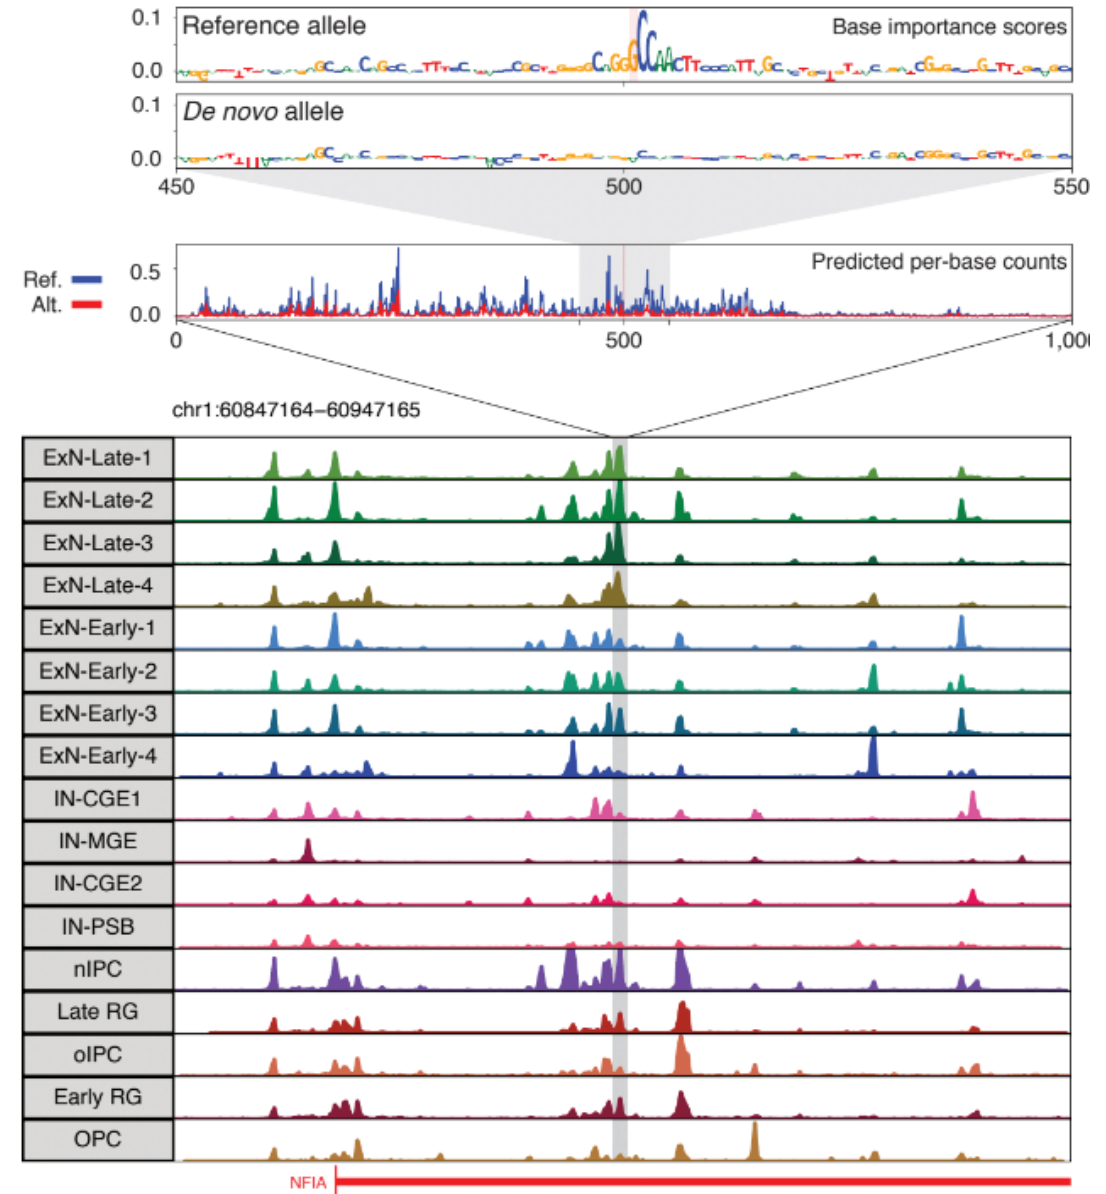 0.1
Reference allele
Base importance scores
0.0
0.1
De novo allele
0.0
450
500
550
Predicted per-base counts
Ref.
0.5
Alt.
0.0
0
500
1,00
chr1:60847164–60947165
ExN-Late-1
ExN-Late-2
ExN-Late-3
ExN-Late-4
ExN-Early-1
ExN-Early-2
ExN-Early-3
ExN-Early-4
IN-CGE1
IN-MGE
IN-CGE2
IN-PSB
nIPC
Late RG
oIPC
Early RG
OPC
NFIA